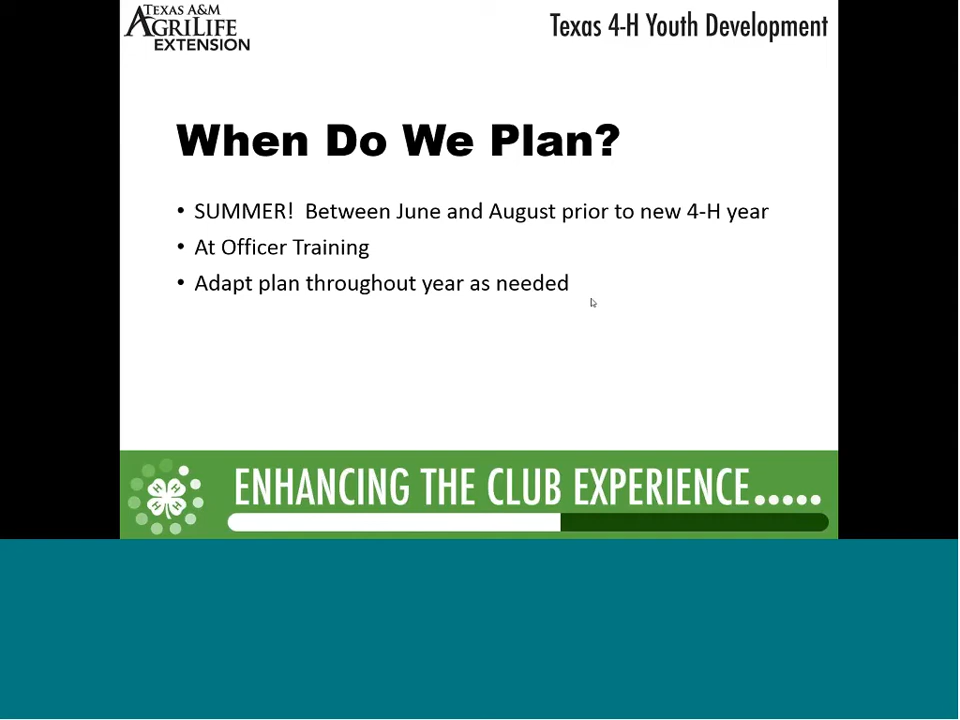 TEXAS A&M
AGRILIFE
EXTENSION
Texas 4-H Youth Development
When Do We Plan?
• SUMMER!  Between June and August prior to new 4-H year
• At Officer Training
• Adapt plan throughout year as needed
H H H H
ENHANCING THE CLUB EXPERIENCE.....